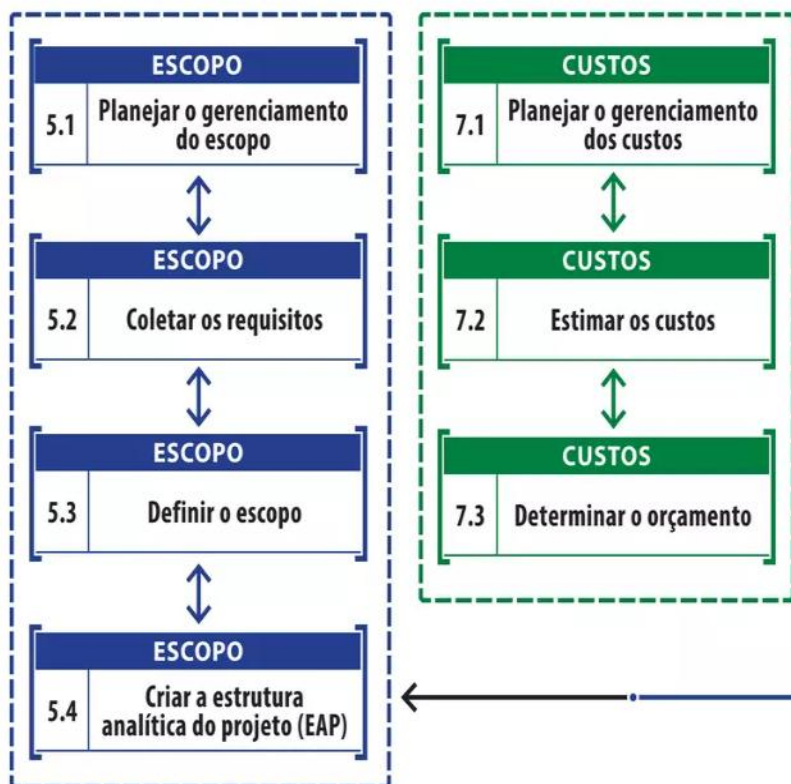 ESCOPO
5.1
Planejar o gerenciamento
do escopo
ESCOPO
5.2
Coletar os requisitos
ESCOPO
5.3
Definir o escopo
ESCOPO
5.4
Criar a estrutura
analítica do projeto (EAP)
CUSTOS
7.1
Planejar o gerenciamento
dos custos
CUSTOS
7.2
Estimar os custos
CUSTOS
7.3
Determinar o orçamento